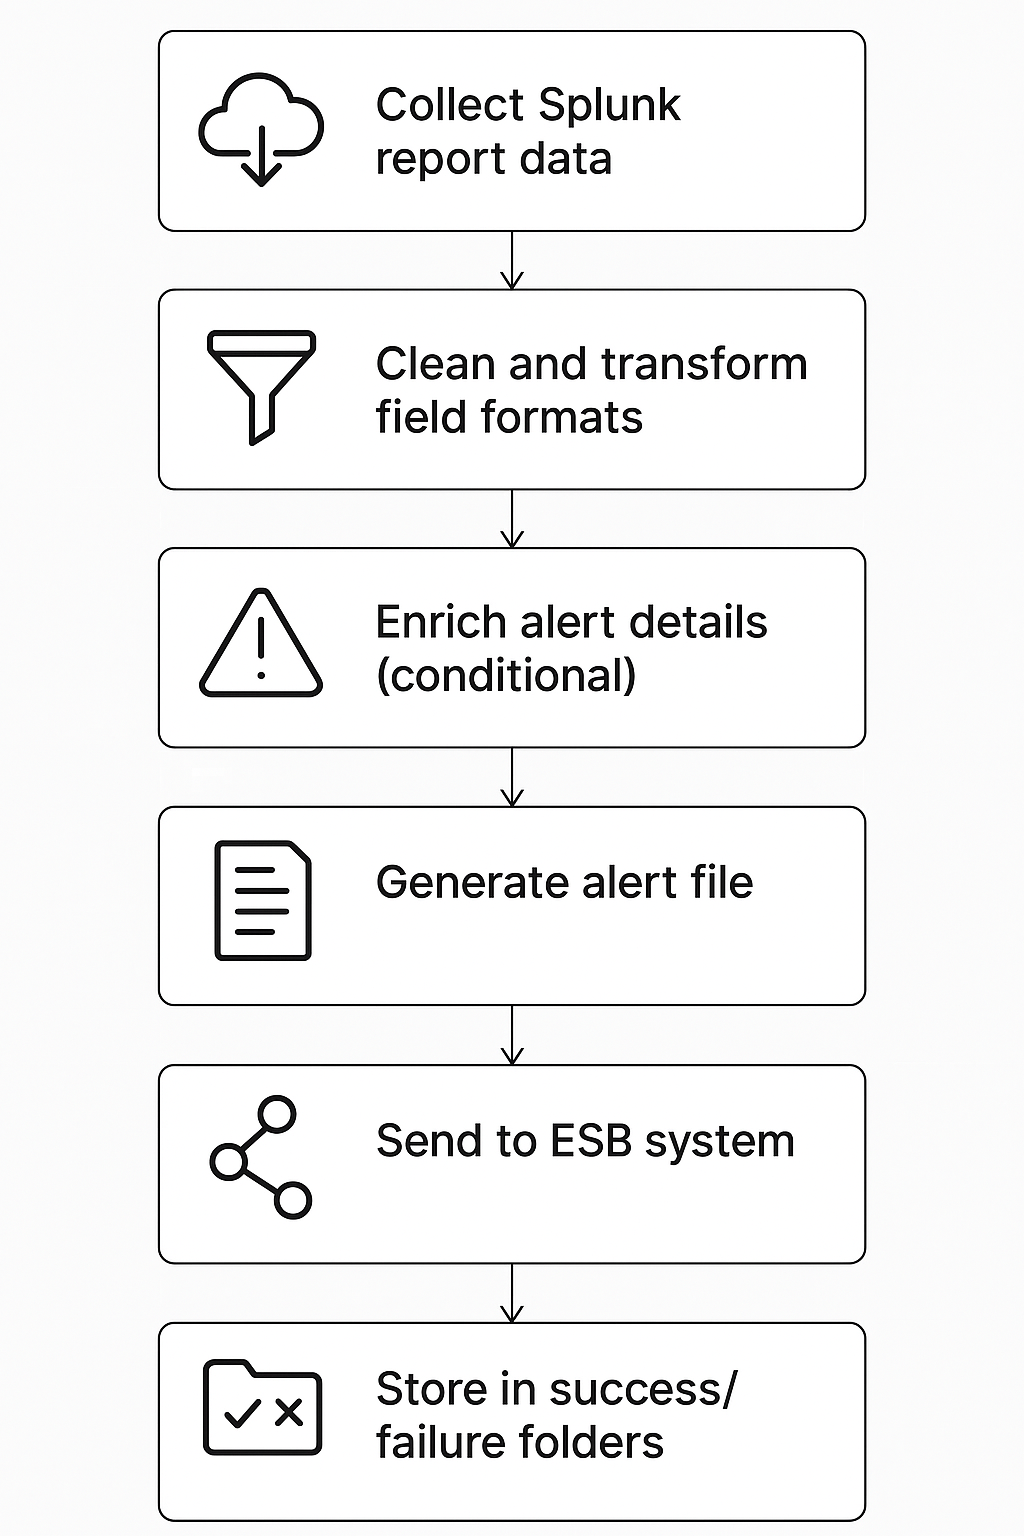 Collect Splunk
report data
Clean and transform
field formats
Enrich alert details
(conditional)
Generate alert file
Send to ESB system
Store in success/
failure folders